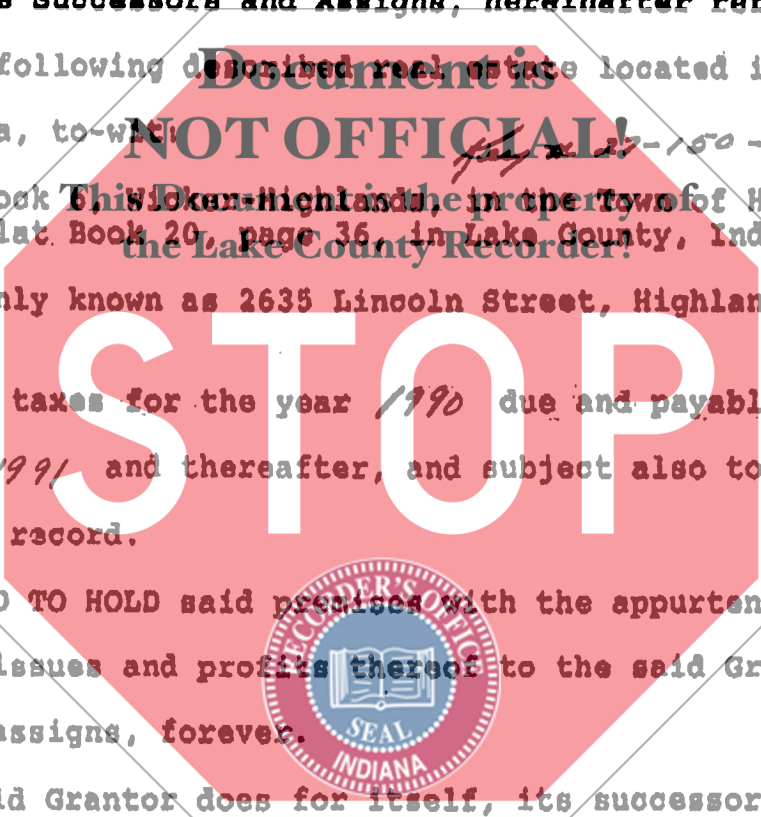 s Successors and Assigns, hereinafter ref
following described real estate located i
Document is
a, to-wit:
NOT OFFICIAL!
-150-
ook 6, Wicker-Highlands, in the Town of H
This Document is the property of
lat Book 20, page 36, in Lake County, Ind
the Lake County Recorder!
nly known as 2635 Lincoln Street, Highlan
STOP
taxes for the year 1990 due and payabl
1991 and thereafter, and subject also to
record.
D TO HOLD said premises with the appurten
issues and profits thereof to the said Gr
assigns, forever.
RECORDER'S OFFICE
SEAL
INDIANA
id Grantor does for itself, its successor